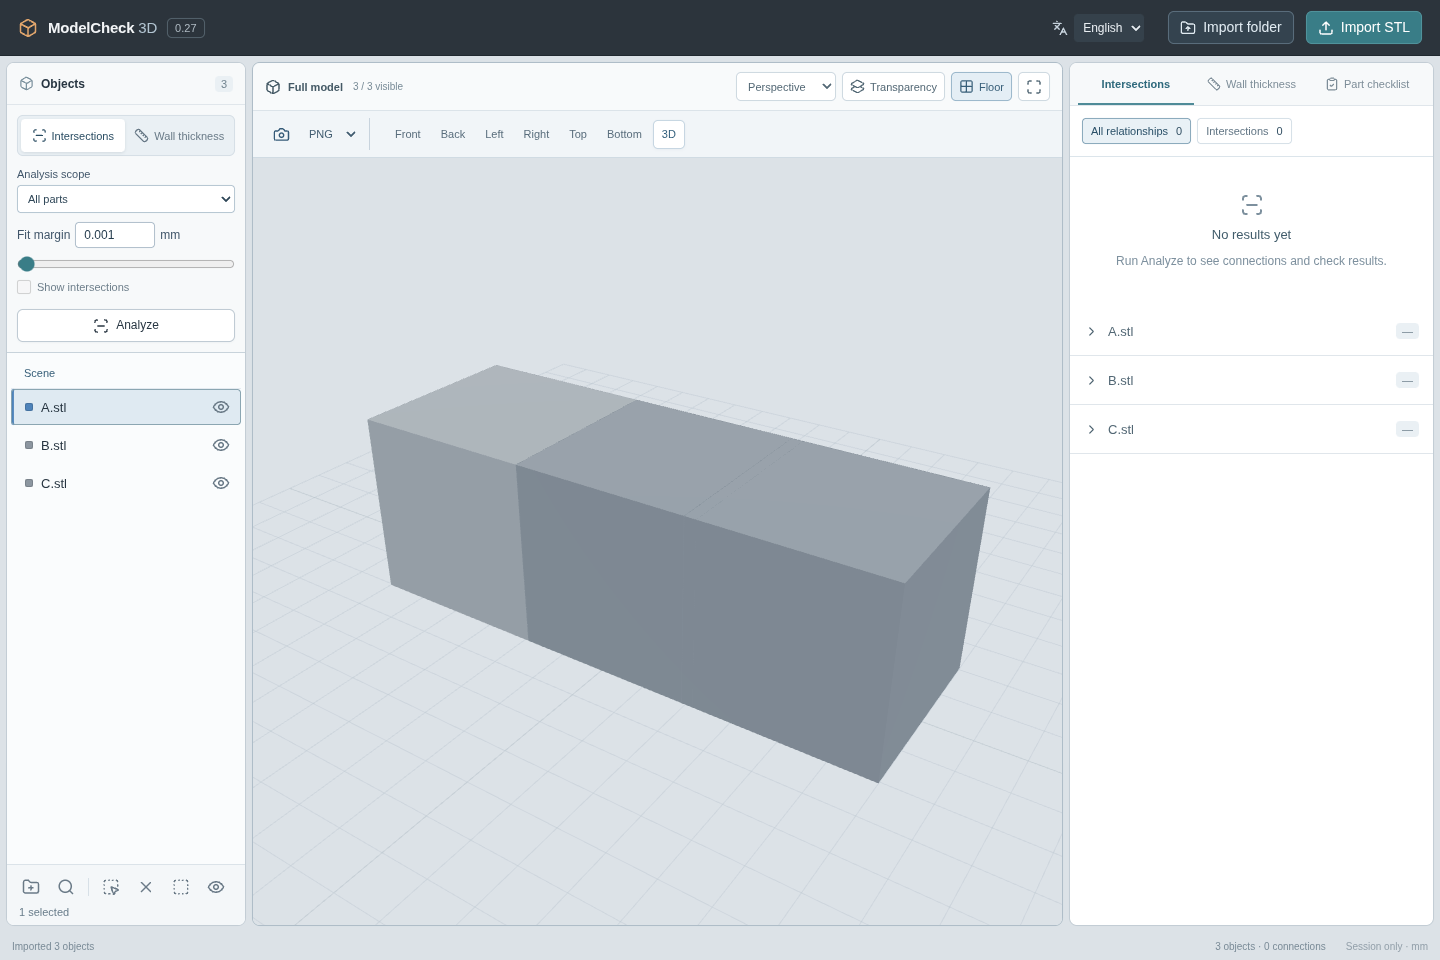 ModelCheck 3D 0.27
English
Import folder
Import STL
Objects 3
Intersections Wall thickness
Analysis scope
All parts
Fit margin 0.001 mm
Show intersections
Analyze
Scene
A.stl
B.stl
C.stl
1 selected
Full model 3 / 3 visible
Perspective Transparency Floor
PNG Front Back Left Right Top Bottom 3D
Intersections Wall thickness Part checklist
All relationships 0 Intersections 0
No results yet
Run Analyze to see connections and check results.
A.stl —
B.stl —
C.stl —
Imported 3 objects
3 objects · 0 connections Session only · mm